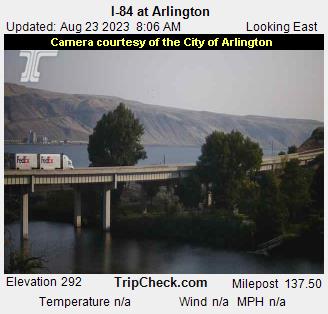 I-84 at Arlington
Updated: Aug 23 2023 8:06 AM Looking East
Camera courtesy of the City of Arlington
FedEx FedEx
Elevation 292 TripCheck.com Milepost 137.50
Temperature n/a Wind n/a MPH n/a